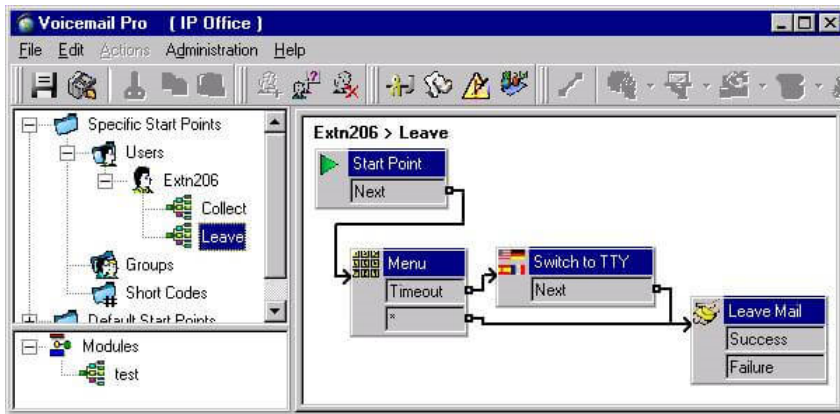 Voicemail Pro ( IP Office )
File Edit Actions Administration Help
Specific Start Points
Users
Extn206
Collect
Leave
Groups
Short Codes
Default Start Points
Modules
test
Extn206 > Leave
Start Point
Next
Menu
Timeout
*
Switch to TTY
Next
Leave Mail
Success
Failure